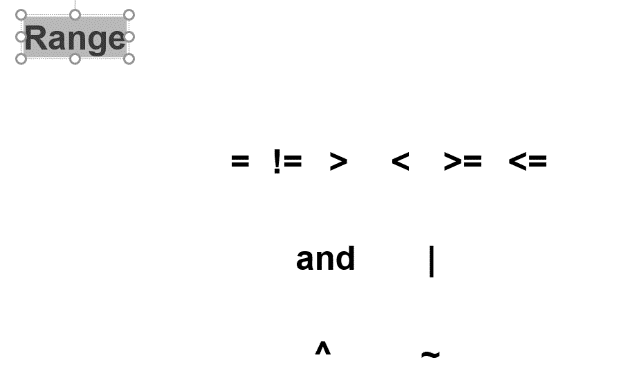 Range
= != > < >= <=
and |
^ ~